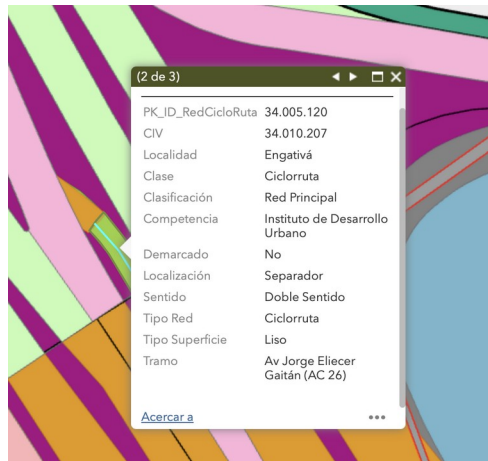 (2 de 3)
PK_ID_RedCicloRuta 34.005.120
CIV 34.010.207
Localidad Engativá
Clase Ciclorruta
Clasificación Red Principal
Competencia Instituto de Desarrollo
Urbano
Demarcado No
Localización Separador
Sentido Doble Sentido
Tipo Red Ciclorruta
Tipo Superficie Liso
Tramo Av Jorge Eliecer
Gaitán (AC 26)
Acercar a